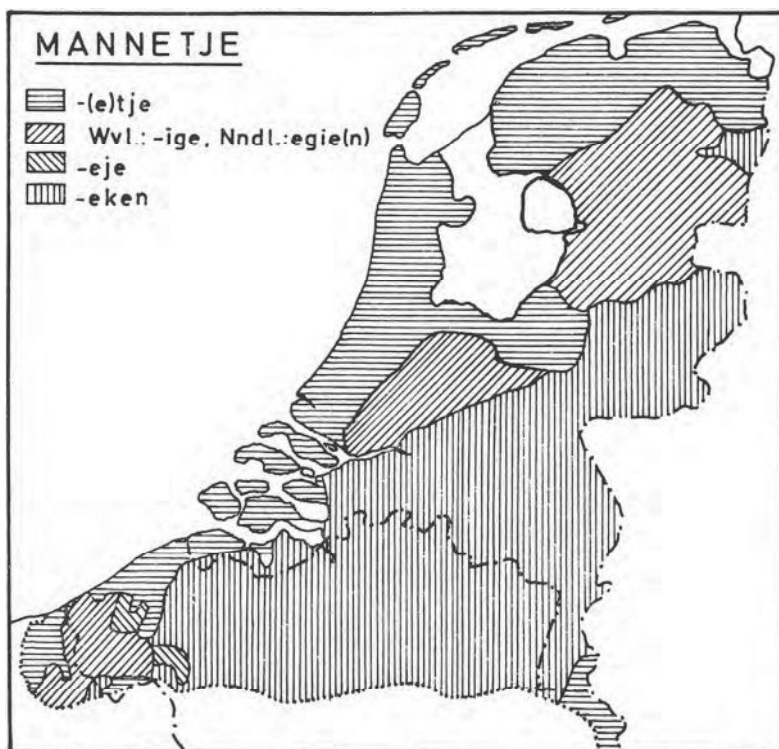 MANNETJE
-(e)tje
Wvl.: -ige, Nndl.:egie(n)
-eje
-eken